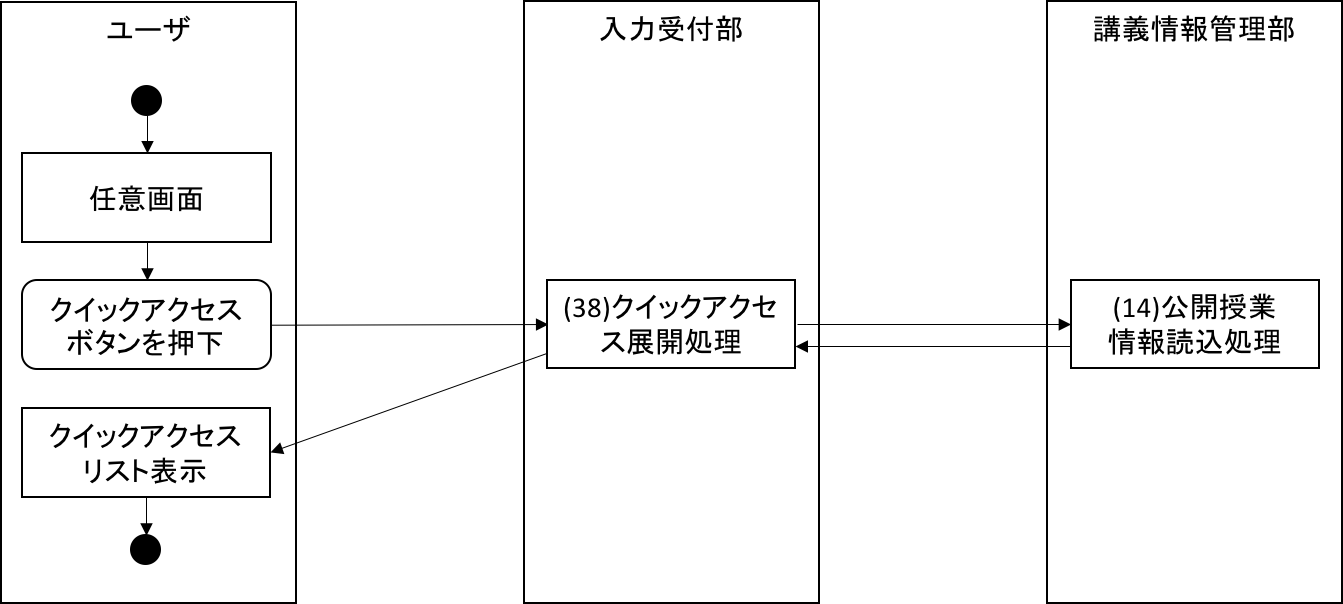 ユーザ
入力受付部
講義情報管理部
任意画面
クイックアクセス
ボタンを押下
(38)クイックアクセ
ス展開処理
(14)公開授業
情報読込処理
クイックアクセス
リスト表示